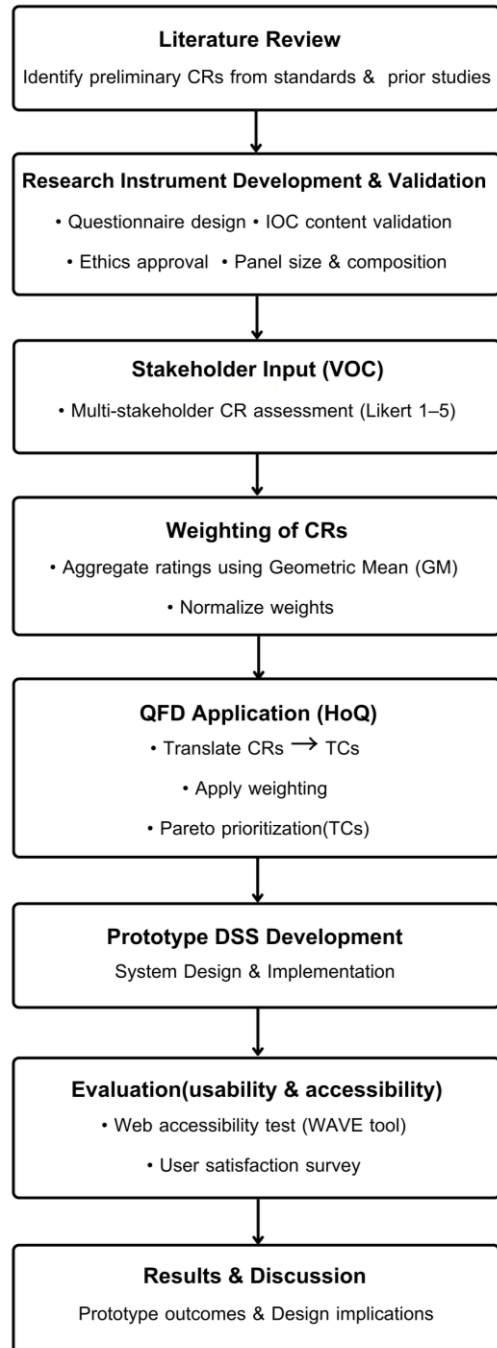 Literature Review
Identify preliminary CRs from standards & prior studies
Research Instrument Development & Validation
• Questionnaire design • IOC content validation
• Ethics approval • Panel size & composition
Stakeholder Input (VOC)
• Multi-stakeholder CR assessment (Likert 1–5)
Weighting of CRs
• Aggregate ratings using Geometric Mean (GM)
• Normalize weights
QFD Application (HoQ)
• Translate CRs → TCs
• Apply weighting
• Pareto prioritization(TCs)
Prototype DSS Development
System Design & Implementation
Evaluation(usability & accessibility)
• Web accessibility test (WAVE tool)
• User satisfaction survey
Results & Discussion
Prototype outcomes & Design implications